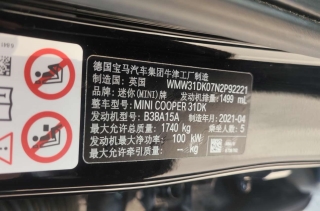 德国宝马汽车集团牛津工厂制造
制造国：英国 WMW31DK07N2P92221
品牌：迷你(MINI)牌 发动机排量：1499 mL
整车型号：MINI COOPER 31DK
发动机型号：B38A15A 制造年月：2021-04
最大允许总质量：1740 kg 乘坐人数：5
发动机最大净功率：100 kW
最大允许牵引质量：－ kg